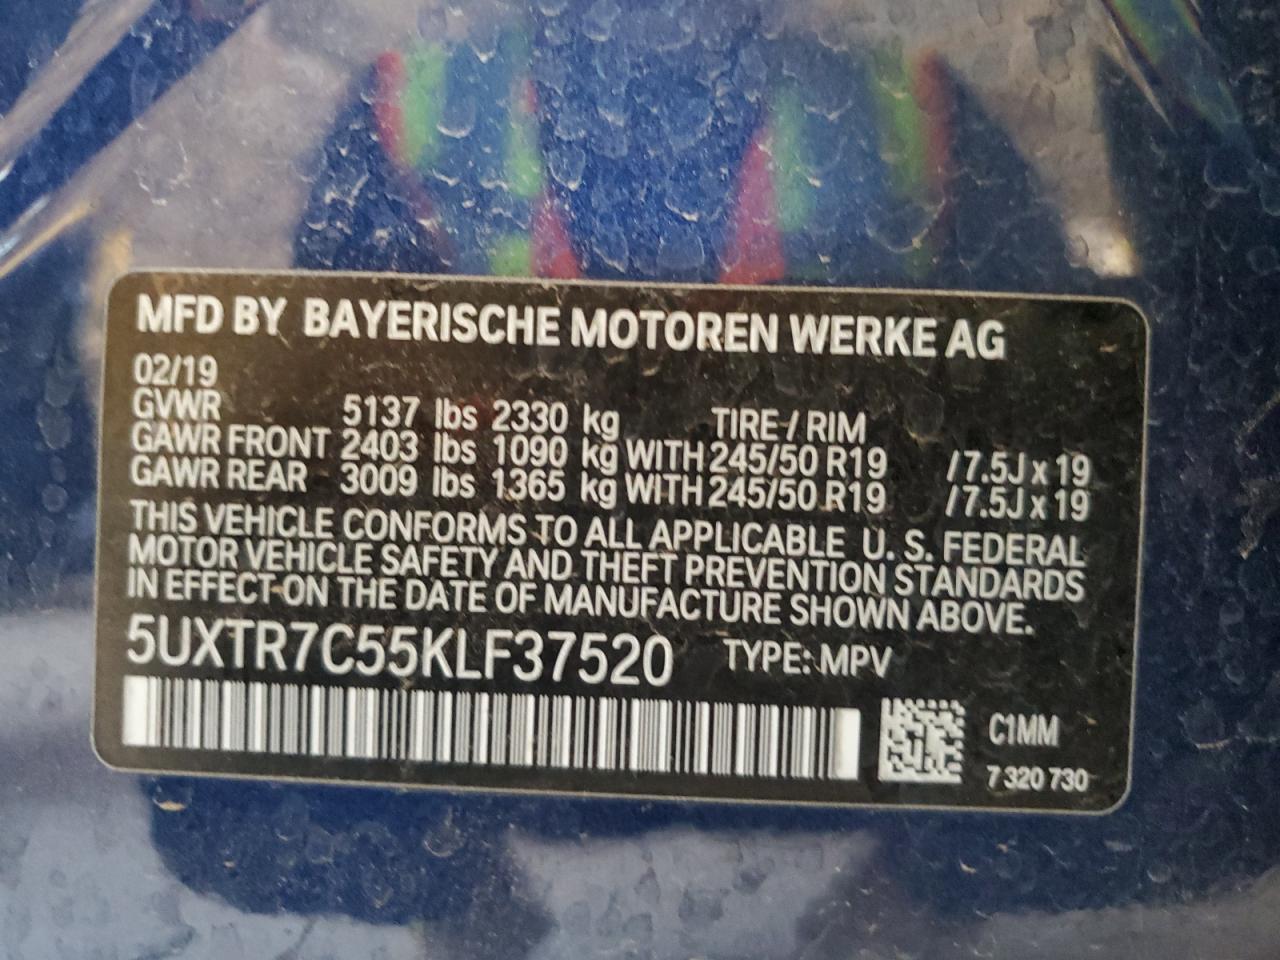 MFD BY BAYERISCHE MOTOREN WERKE AG
02/19
GVWR 5137 lbs 2330 kg TIRE / RIM
GAWR FRONT 2403 lbs 1090 kg WITH 245/50 R19 / 7.5J x 19
GAWR REAR 3009 lbs 1365 kg WITH 245/50 R19 / 7.5J x 19
THIS VEHICLE CONFORMS TO ALL APPLICABLE U. S. FEDERAL
MOTOR VEHICLE SAFETY AND THEFT PREVENTION STANDARDS
IN EFFECT ON THE DATE OF MANUFACTURE SHOWN ABOVE.
5UXTR7C55KLF37520 TYPE: MPV
C1MM
7 320 730